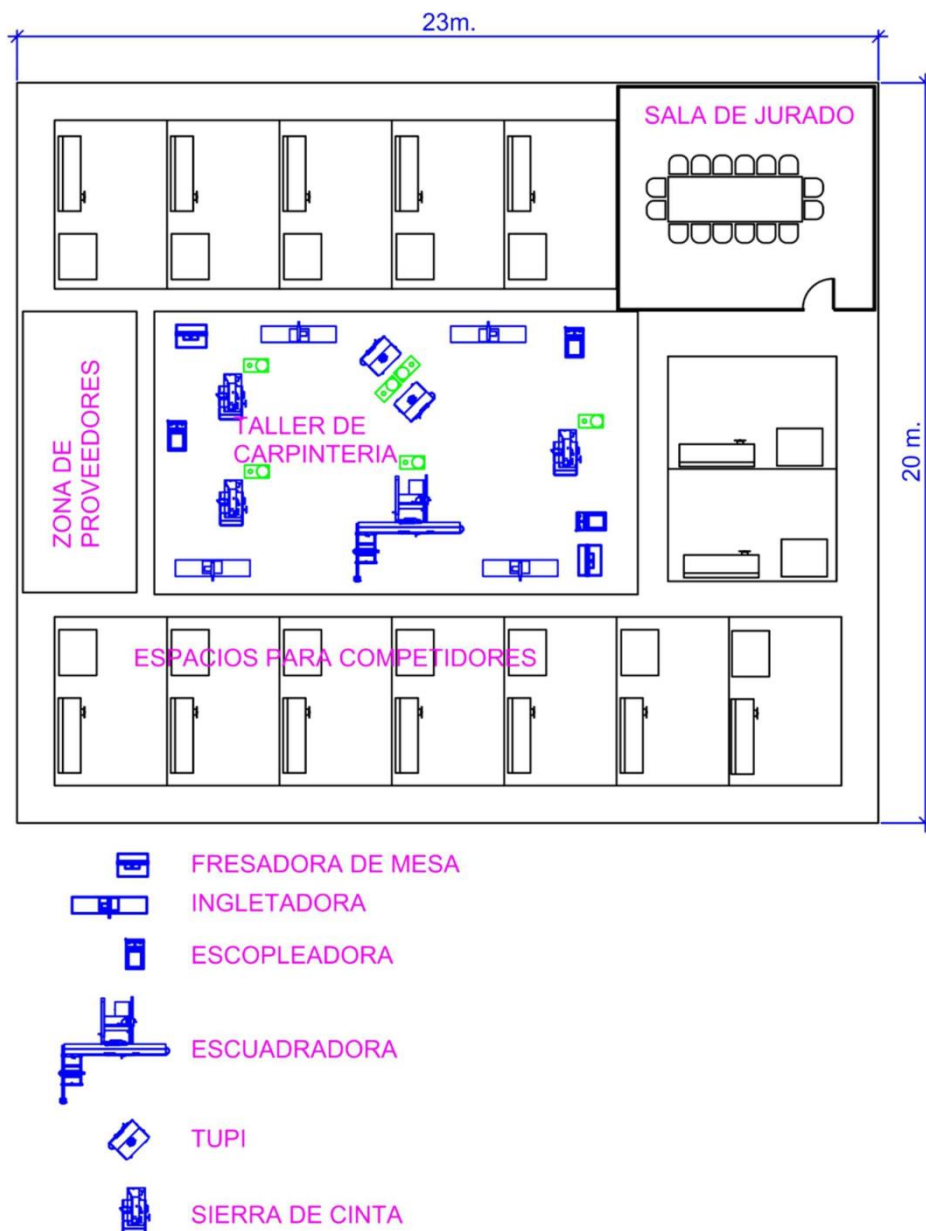 23m.
SALA DE JURADO
20 m.
ZONA DE
PROVEEDORES
TALLER DE
CARPINTERIA
ESPACIOS PARA COMPETIDORES
FRESADORA DE MESA
INGLETADORA
ESCOPLEADORA
ESCUADRADORA
TUPI
SIERRA DE CINTA